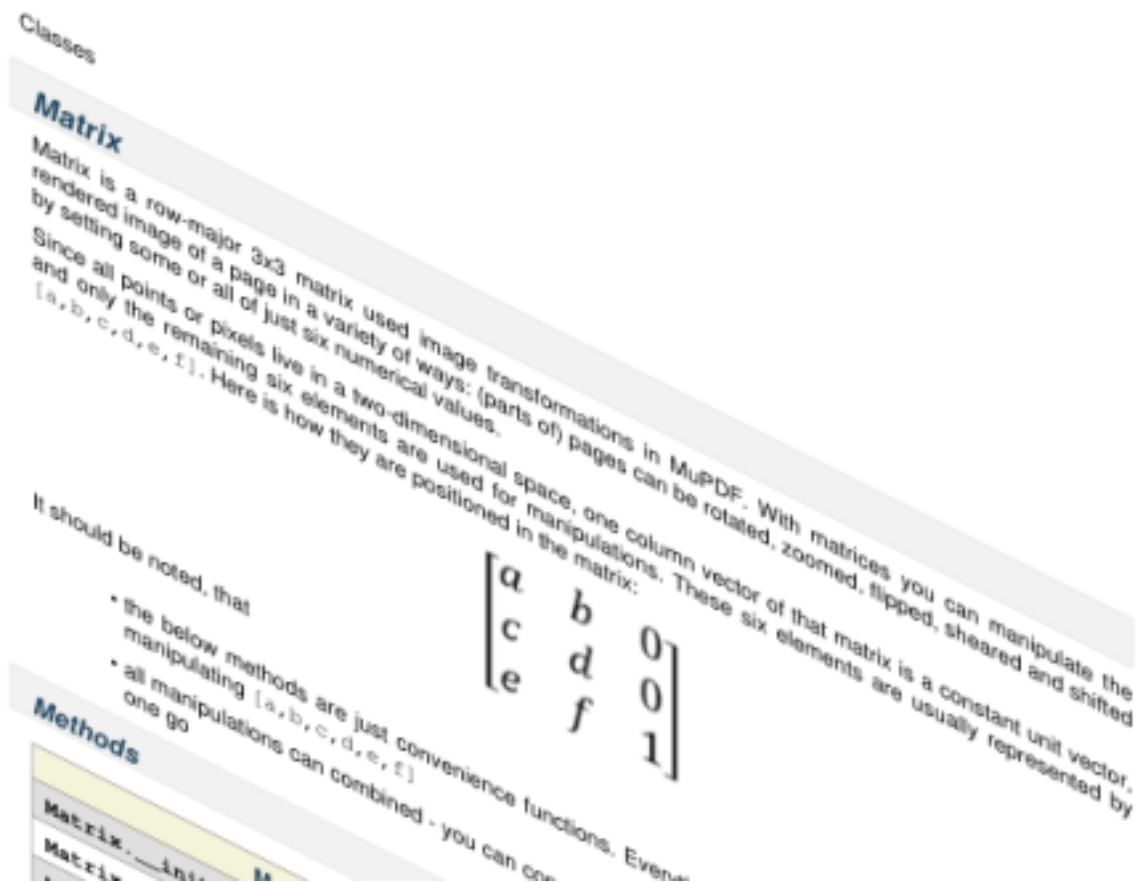 Classes
Matrix
Matrix is a row-major 3x3 matrix used image transformations in MuPDF. With matrices you can manipulate the
rendered image of a page in a variety of ways: (parts of) pages can be rotated, zoomed, flipped, sheared and shifted
by setting some or all of just six numerical values.
Since all points or pixels live in a two-dimensional space, one column vector of that matrix is a constant unit vector,
and only the remaining six elements are used for manipulations. These six elements are usually represented by
[a,b,c,d,e,f]. Here is how they are positioned in the matrix:
a b 0
c d 0
e f 1
It should be noted, that
• the below methods are just convenience functions.
manipulating [a,b,c,d,e,f]
• all manipulations can combined - you can
one go
Methods
Matrix.
Matrix